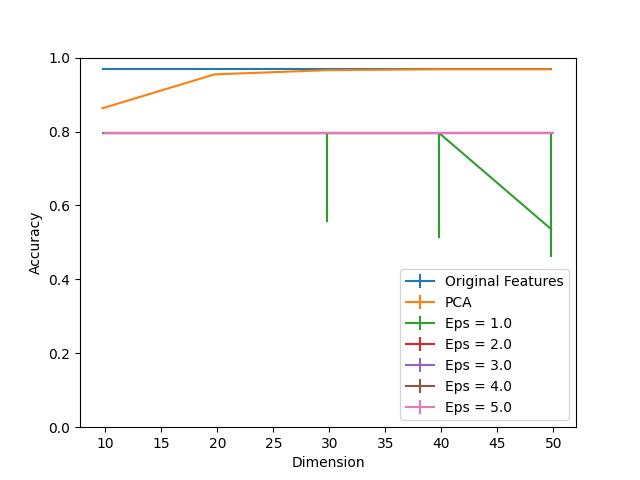 1.0
0.8
0.6
0.4
0.2
0.0
Accuracy
10 15 20 25 30 35 40 45 50
Dimension
Original Features
PCA
Eps = 1.0
Eps = 2.0
Eps = 3.0
Eps = 4.0
Eps = 5.0